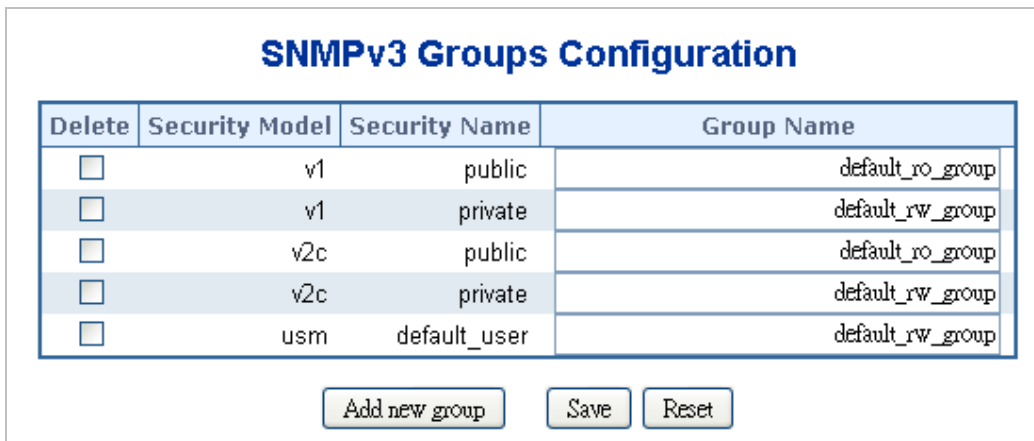 SNMPv3 Groups Configuration
Delete Security Model Security Name Group Name
v1 public default_ro_group
v1 private default_rw_group
v2c public default_ro_group
v2c private default_rw_group
usm default_user default_rw_group
Add new group Save Reset